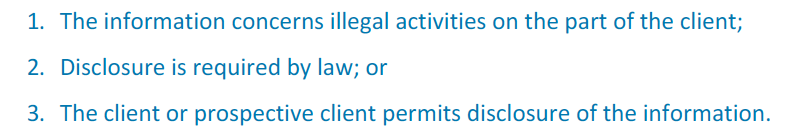 1. The information concerns illegal activities on the part of the client;
2. Disclosure is required by law; or
3. The client or prospective client permits disclosure of the information.